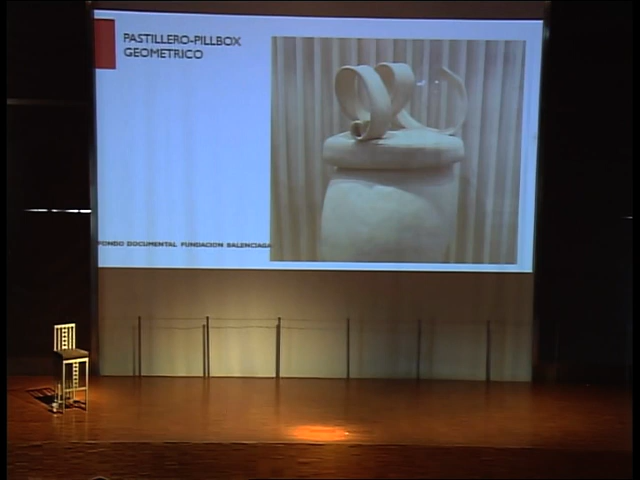 PASTILLERO-PILLBOX
GEOMETRICO
FONDO DOCUMENTAL FUNDACION BALENCIAGA